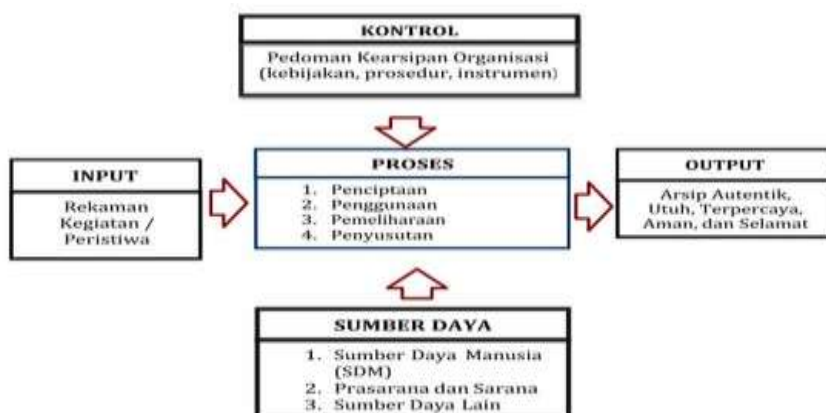 KONTROL
Pedoman Kearsipan Organisasi
(kebijakan, prosedur, instrumen)
INPUT
Rekaman
Kegiatan /
Peristiwa
PROSES
1. Penciptaan
2. Penggunaan
3. Pemeliharaan
4. Penyusutan
OUTPUT
Arsip Autentik,
Utuh, Terpercaya,
Aman, dan Selamat
SUMBER DAYA
1. Sumber Daya Manusia
(SDM)
2. Prasarana dan Sarana
3. Sumber Daya Lain